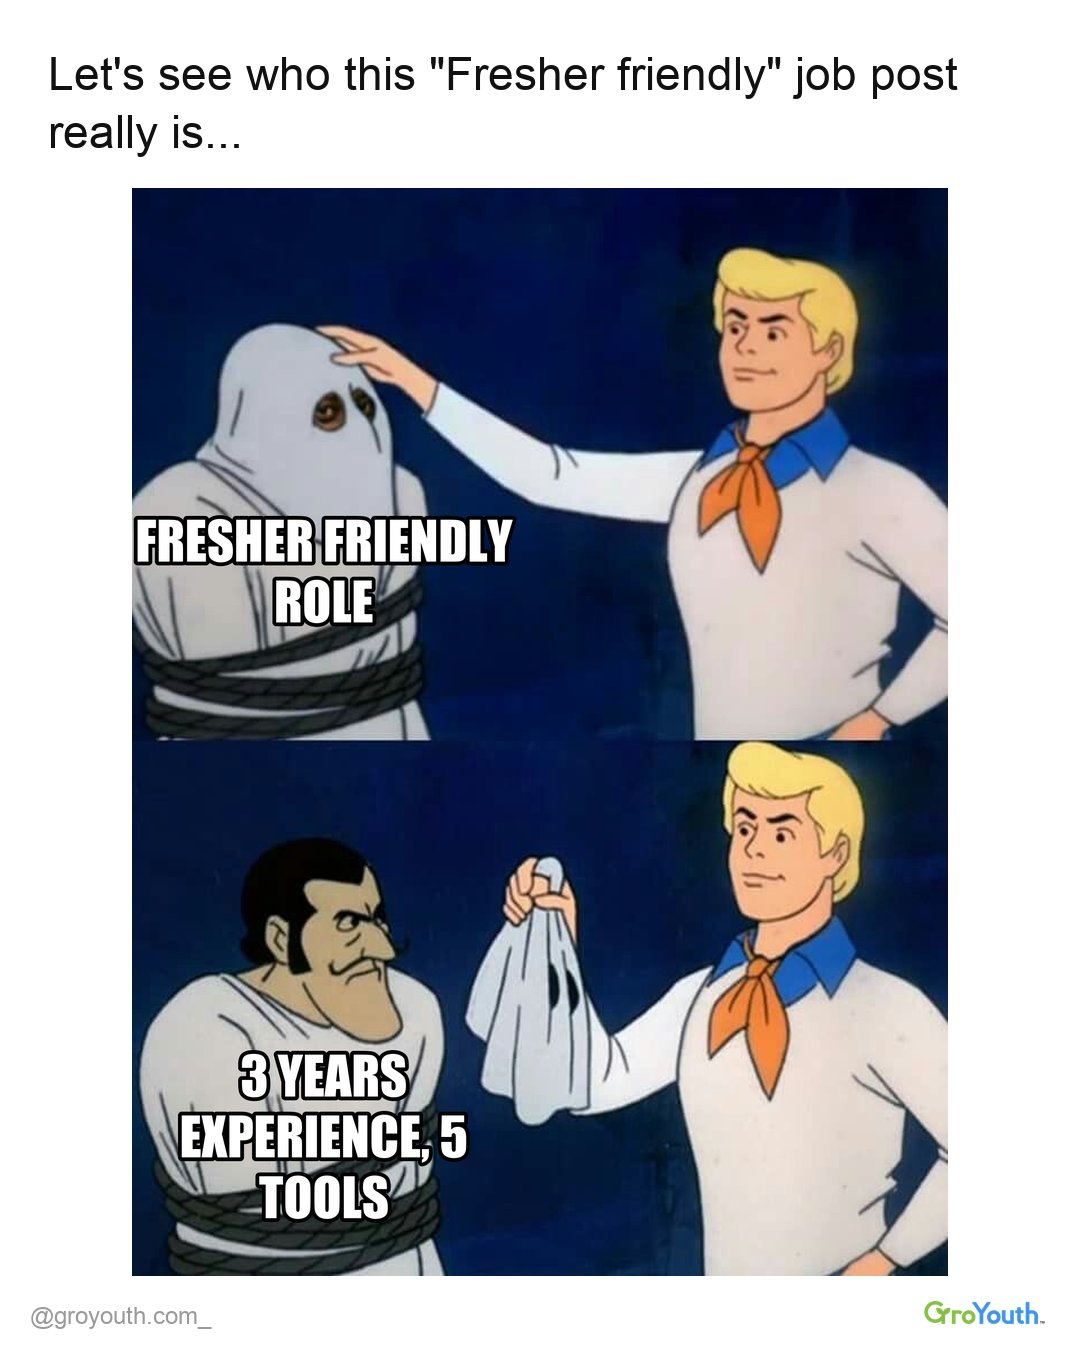 Let's see who this "Fresher friendly" job post
really is...
FRESHER FRIENDLY
ROLE
3 YEARS
EXPERIENCE, 5
TOOLS
@groyouth.com_
GroYouth™